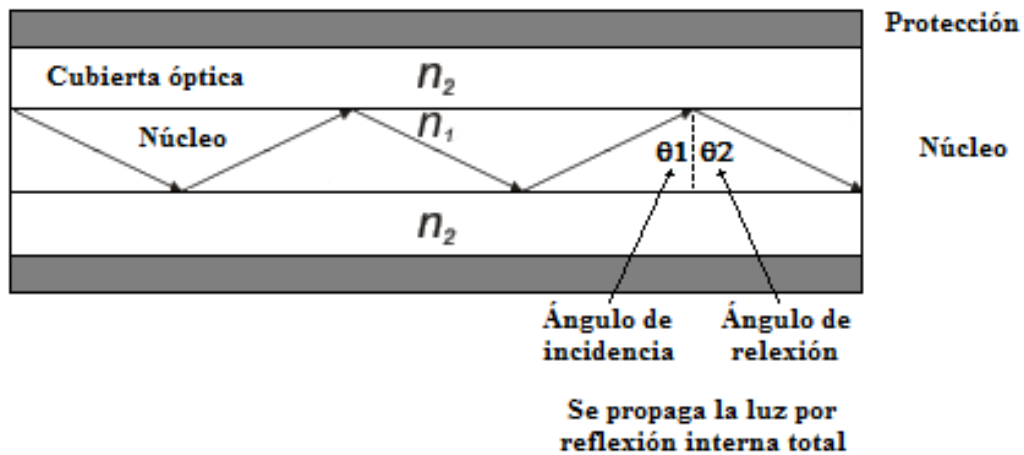 Protección
Cubierta óptica
n2
Núcleo
n1
θ1
θ2
Núcleo
n2
Ángulo de
incidencia
Ángulo de
relexión
Se propaga la luz por
reflexión interna total